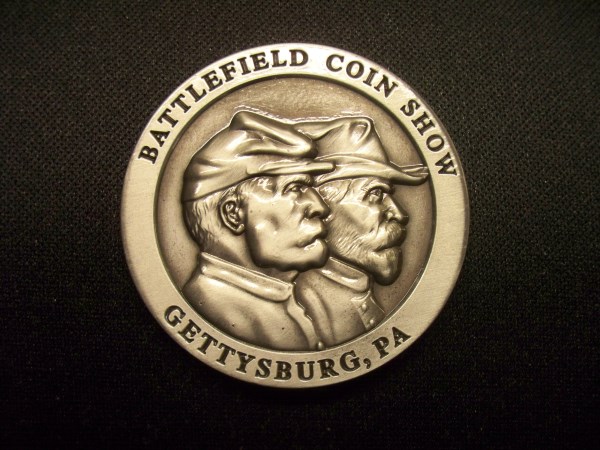 BATTLEFIELD COIN SHOW
GETTYSBURG, PA